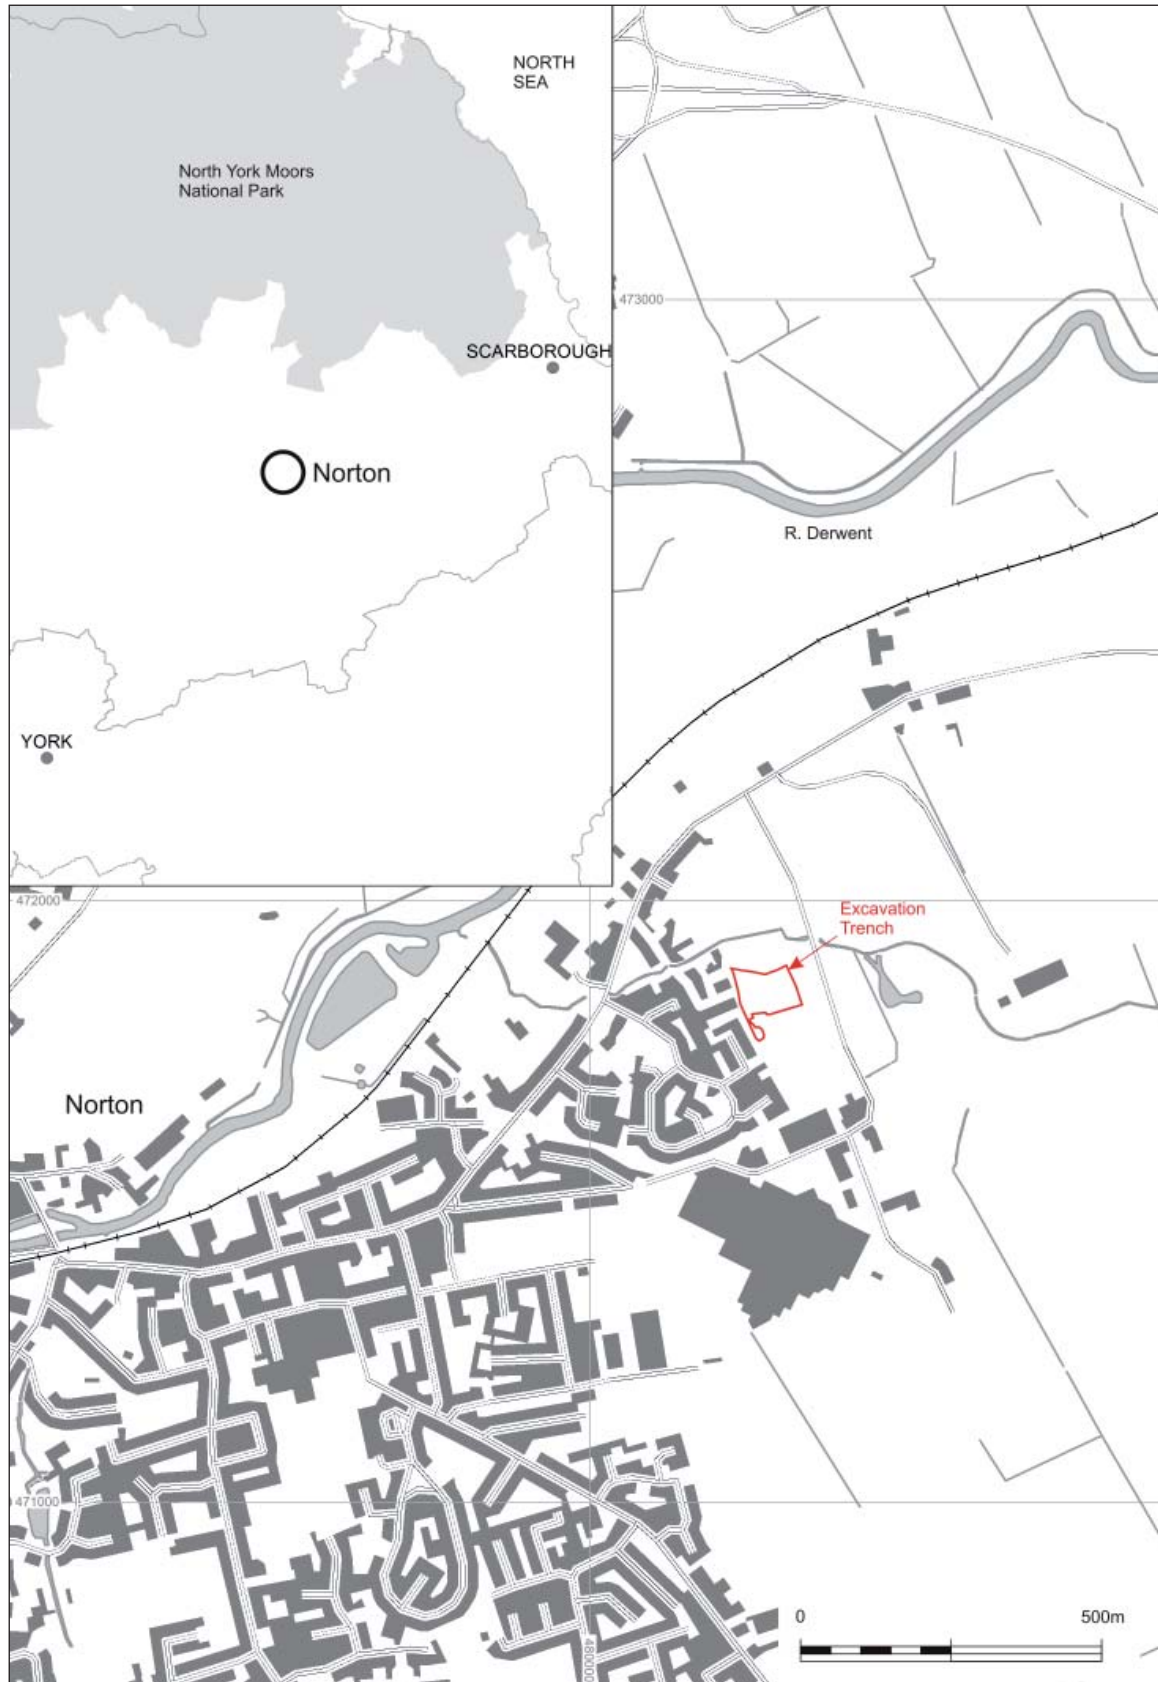 NORTH
SEA
North York Moors
National Park
473000
SCARBOROUGH
Norton
R. Derwent
YORK
472000
Excavation
Trench
Norton
471000
0
500m
480000